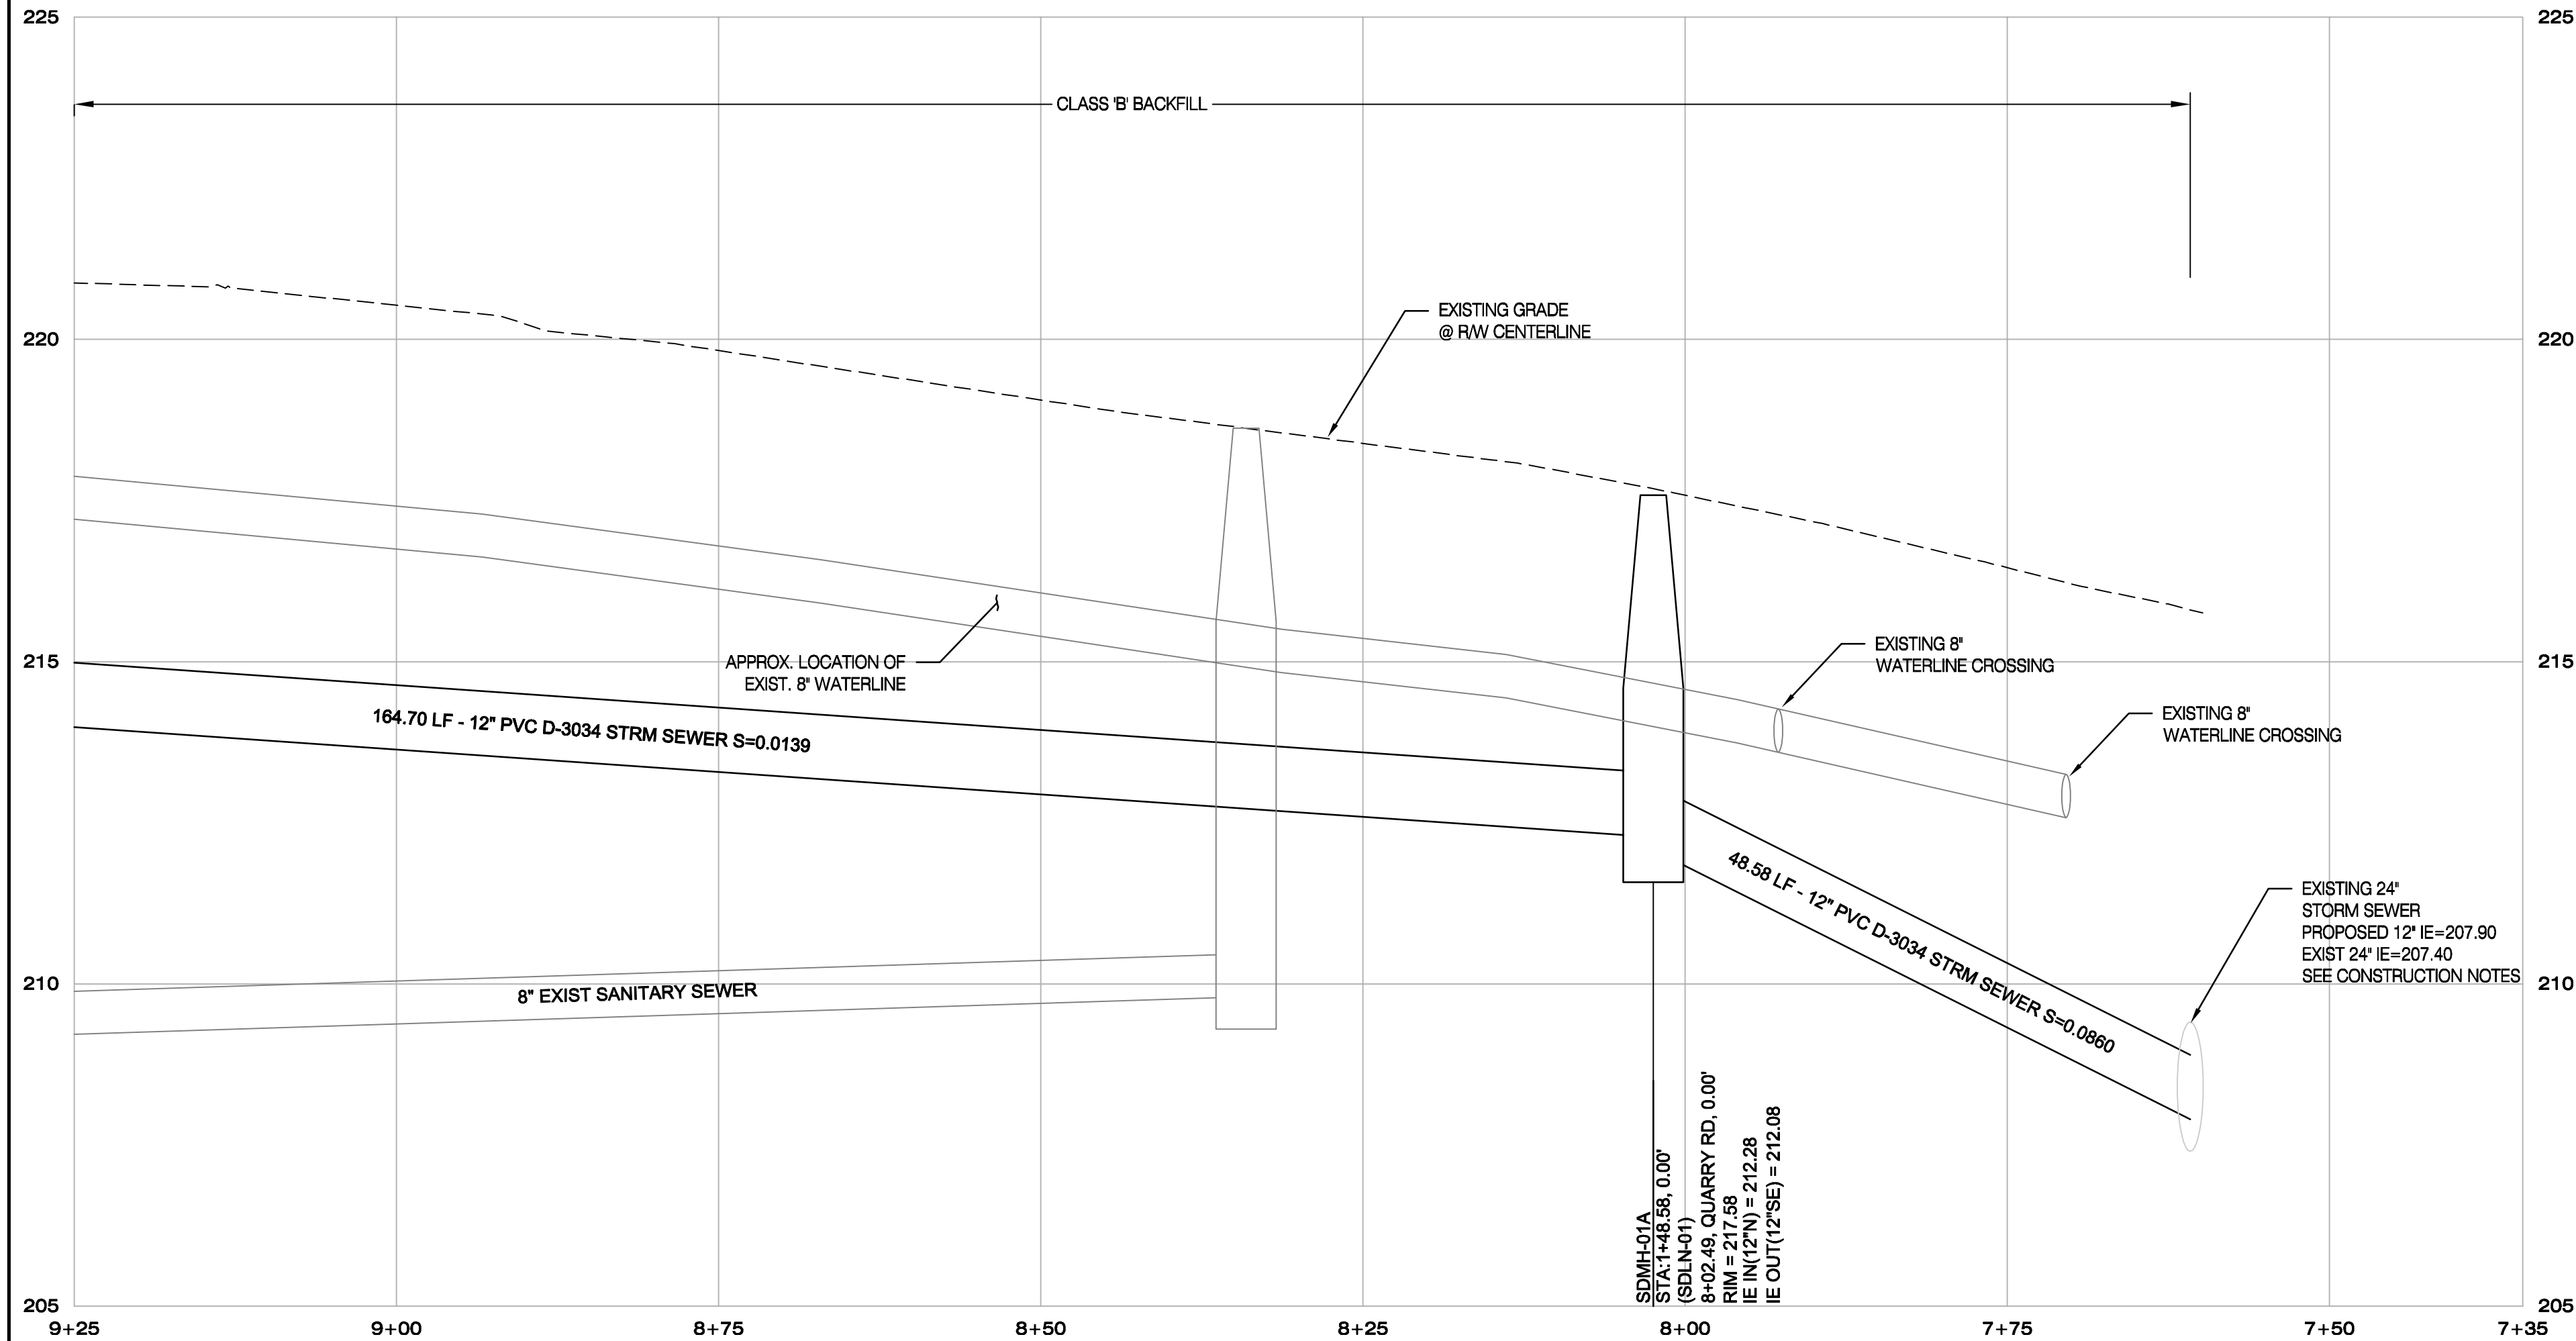 225
225
CLASS 'B' BACKFILL
EXISTING GRADE
@ R/W CENTERLINE
220
220
EXISTING 8"
WATERLINE CROSSING
215
APPROX. LOCATION OF
EXIST. 8" WATERLINE
215
EXISTING 8"
WATERLINE CROSSING
164.70 LF - 12" PVC D-3034 STRM SEWER S=0.0139
48.58 LF - 12" PVC D-3034 STRM SEWER S=0.0860
EXISTING 24"
STORM SEWER
PROPOSED 12" IE=207.90
EXIST 24" IE=207.40
SEE CONSTRUCTION NOTES
210
8" EXIST SANITARY SEWER
210
SDMH-01A
STA:1+48.58, 0.00'
(SDLN-01)
8+02.49, QUARRY RD, 0.00'
RIM = 217.58
IE IN(12"N) = 212.28
IE OUT(12"SE) = 212.08
205
205
9+25
9+00
8+75
8+50
8+25
8+00
7+75
7+50
7+35